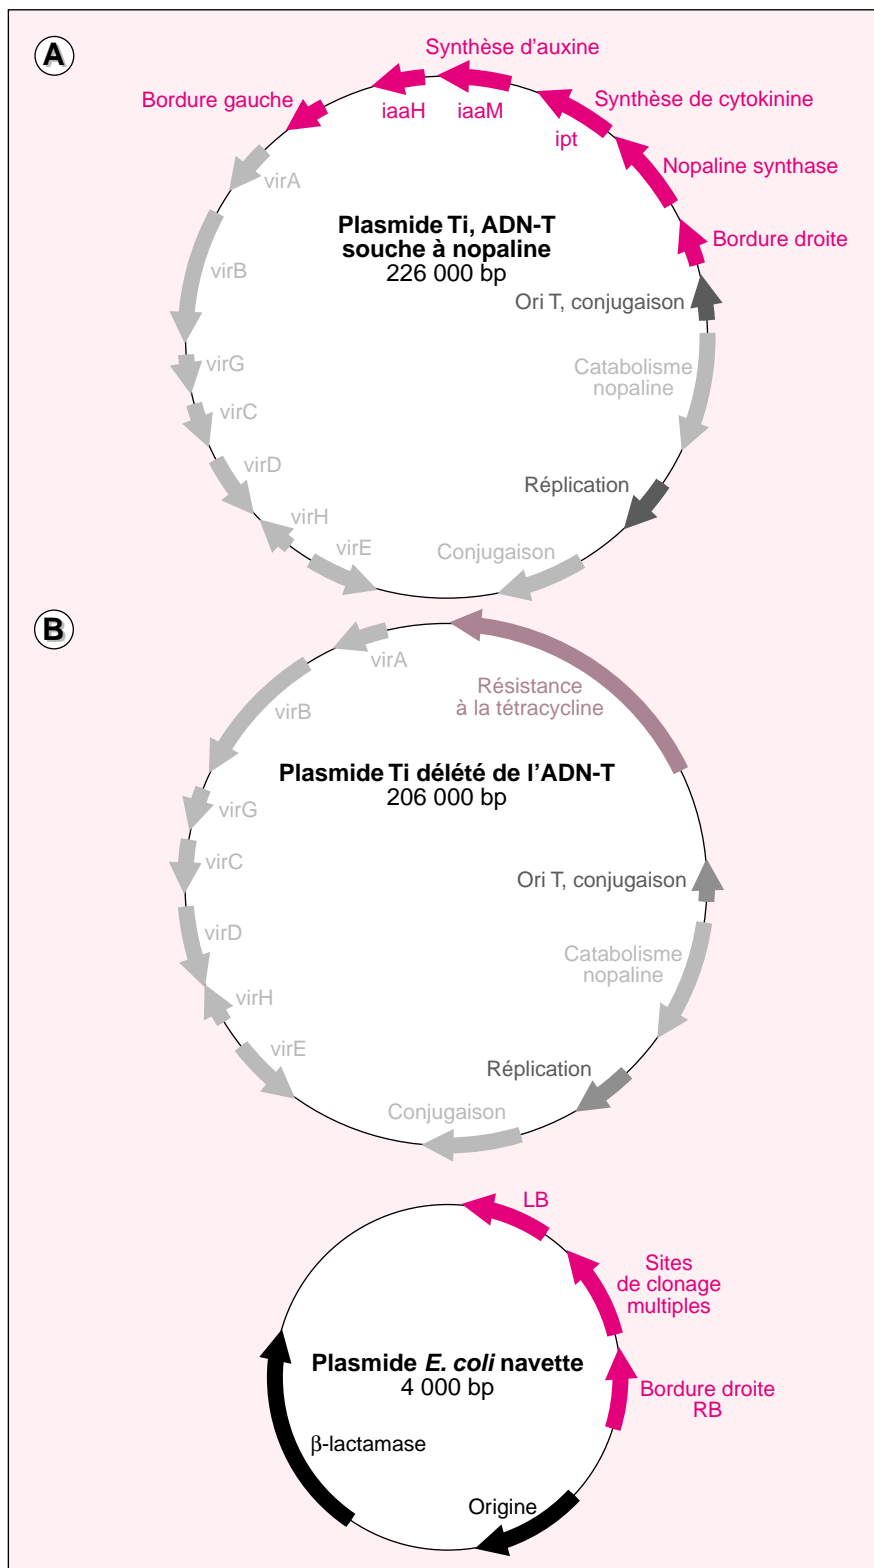 A
Synthèse d'auxine
Bordure gauche
iaaH
iaaM
Synthèse de cytokinine
ipt
Nopaline synthase
virA
Plasmide Ti, ADN-T
souche à nopaline
226 000 bp
Bordure droite
virB
Ori T, conjugaison
virG
Catabolisme
nopaline
virC
virD
Réplication
virH
virE
Conjugaison
B
virA
Résistance
à la tétracycline
virB
Plasmide Ti délété de l’ADN-T
206 000 bp
virG
virC
Ori T, conjugaison
virD
Catabolisme
nopaline
virH
virE
Réplication
Conjugaison
LB
Sites
de clonage
multiples
Plasmide E. coli navette
4 000 bp
Bordure droite
RB
β-lactamase
Origine